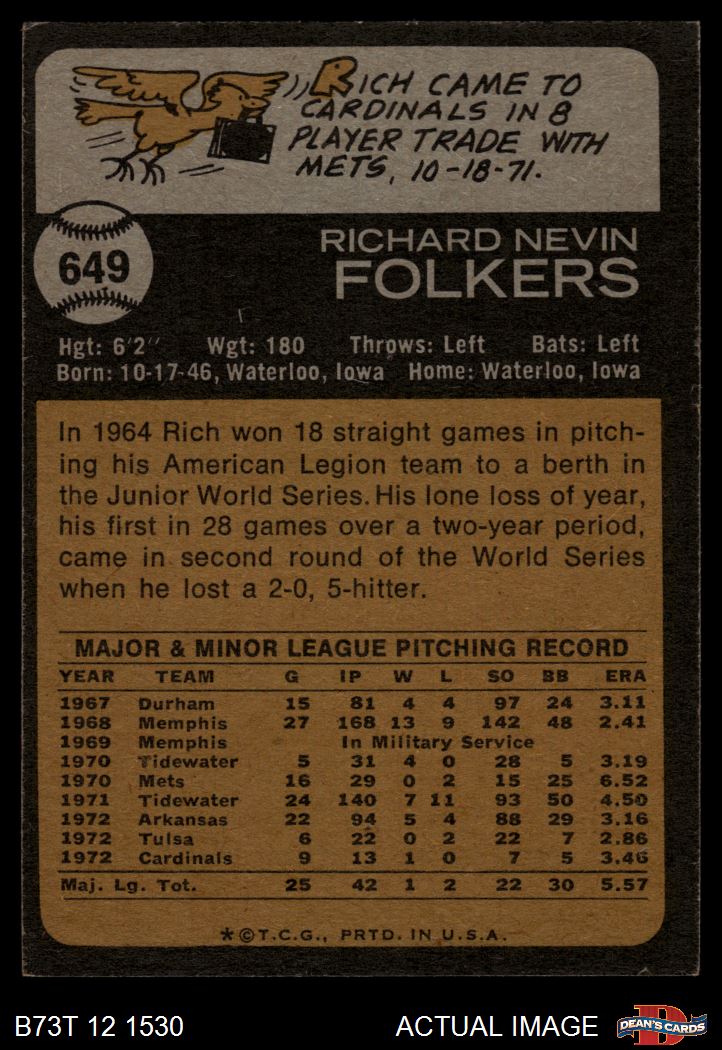 RICH CAME TO
CARDINALS IN 8
PLAYER TRADE WITH
METS, 10-18-71.
649
RICHARD NEVIN
FOLKERS
Hgt: 6'2" Wgt: 180 Throws: Left Bats: Left
Born: 10-17-46, Waterloo, Iowa Home: Waterloo, Iowa
In 1964 Rich won 18 straight games in pitch-
ing his American Legion team to a berth in
the Junior World Series. His lone loss of year,
his first in 28 games over a two-year period,
came in second round of the World Series
when he lost a 2-0, 5-hitter.
MAJOR & MINOR LEAGUE PITCHING RECORD
YEAR TEAM G IP W L SO BB ERA
1967 Durham 15 81 4 4 97 24 3.11
1968 Memphis 27 168 13 9 142 48 2.41
1969 Memphis In Military Service
1970 Tidewater 5 31 4 0 28 5 3.19
1970 Mets 16 29 0 2 15 25 6.52
1971 Tidewater 24 140 7 11 93 50 4.50
1972 Arkansas 22 94 5 4 88 29 3.16
1972 Tulsa 6 22 0 2 22 7 2.86
1972 Cardinals 9 13 1 0 7 5 3.46
Maj. Lg. Tot. 25 42 1 2 22 30 5.57
*©T.C.G., PRTD. IN U.S.A.
B73T 12 1530 ACTUAL IMAGE D DEAN'S CARDS